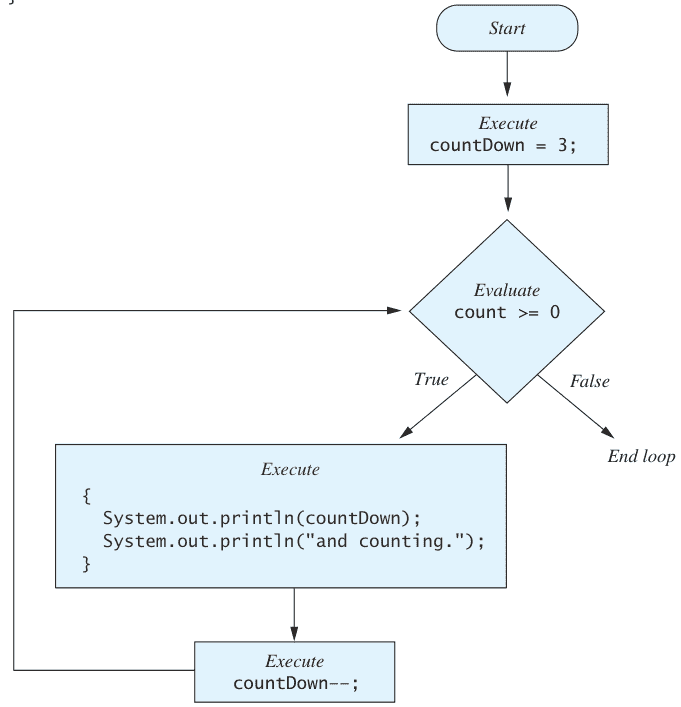 }
Start
Execute
countDown = 3;
Evaluate
count >= 0
True
False
End loop
Execute
{
System.out.println(countDown);
System.out.println("and counting.");
}
Execute
countDown--;